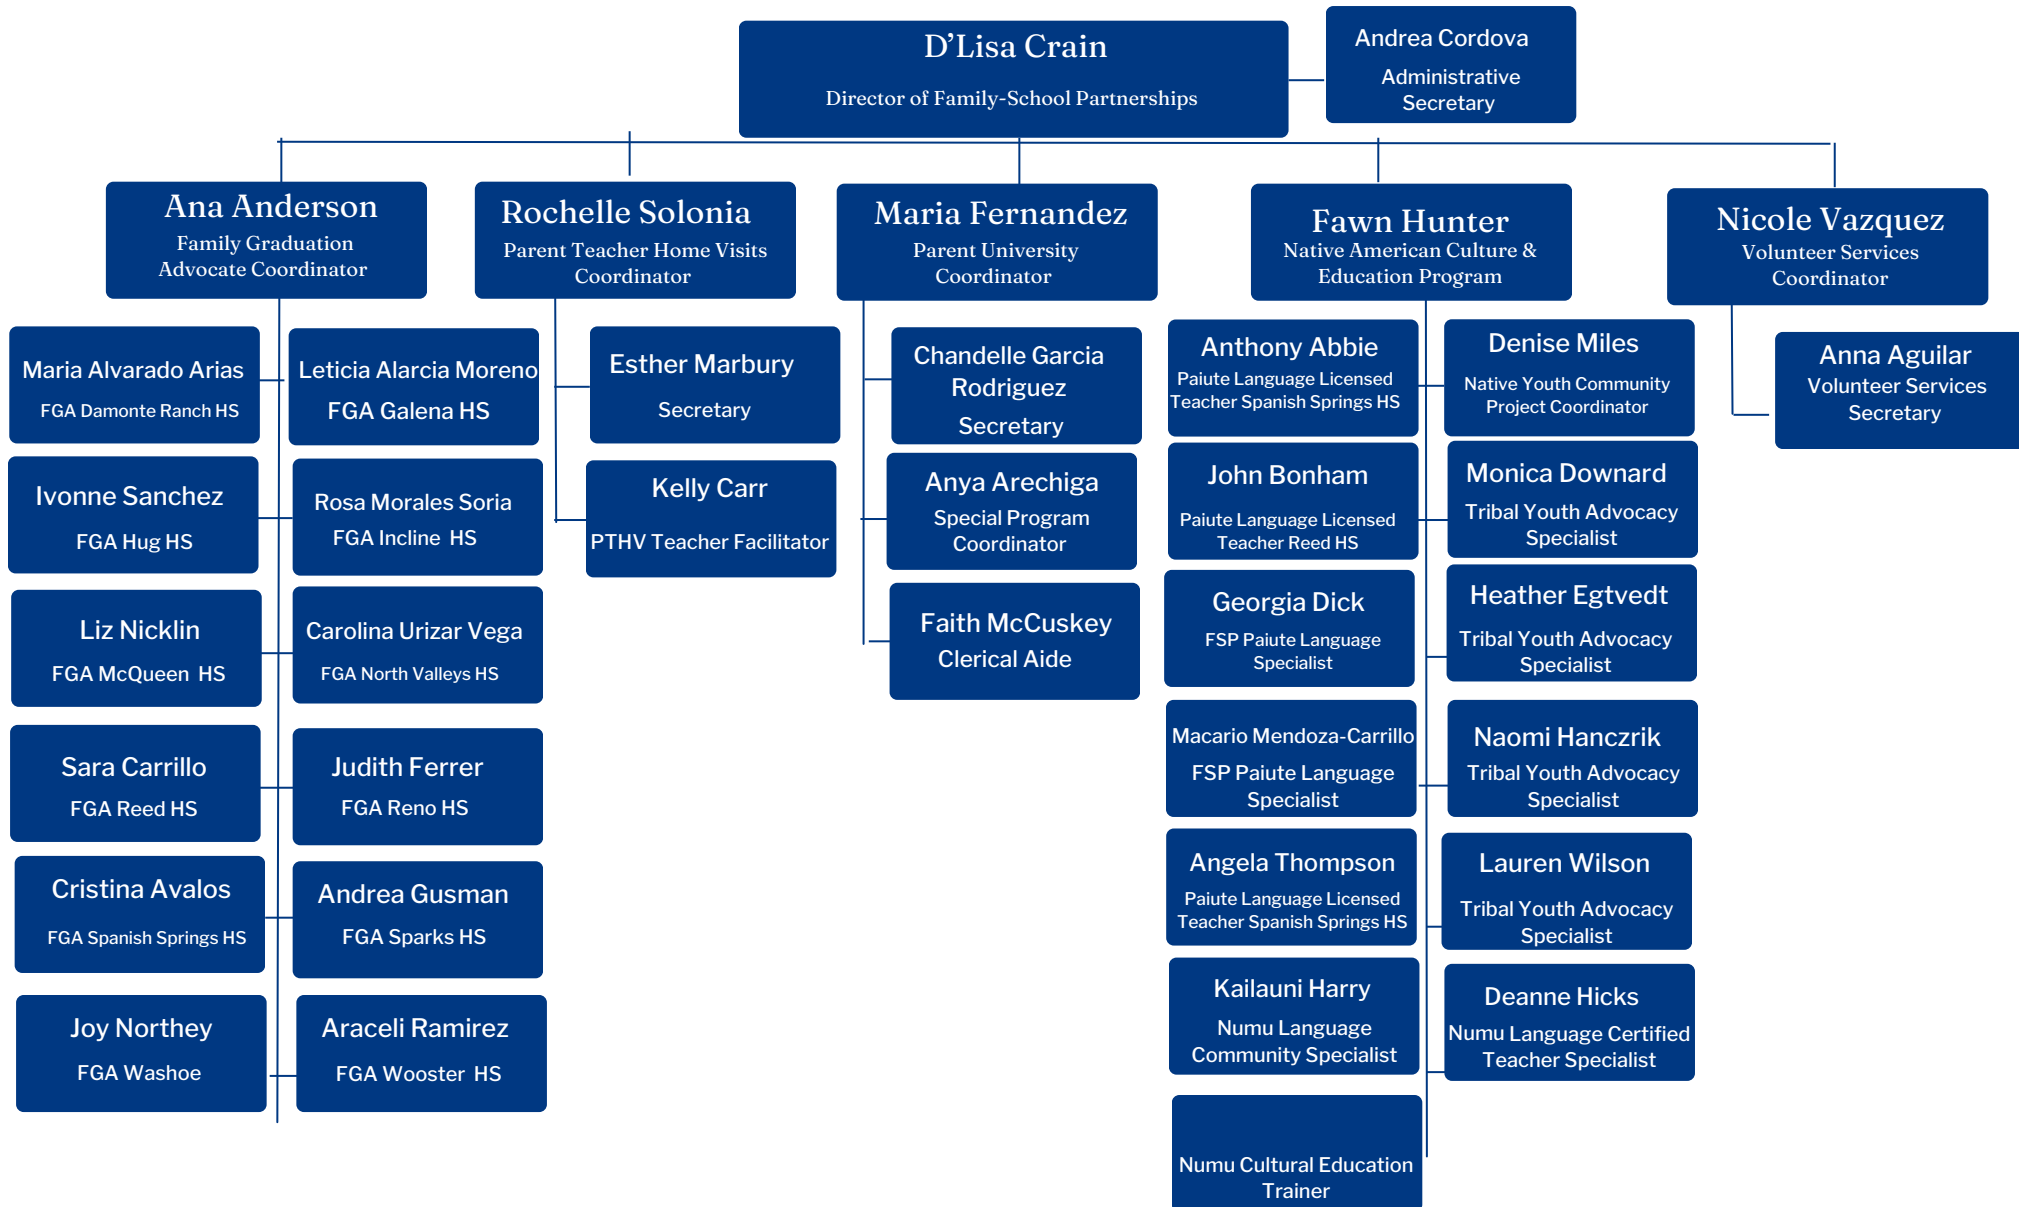 D’Lisa Crain
Director of Family-School Partnerships
Andrea Cordova
Administrative
Secretary
Ana Anderson
Family Graduation
Advocate Coordinator
Rochelle Solonia
Parent Teacher Home Visits
Coordinator
Maria Fernandez
Parent University
Coordinator
Fawn Hunter
Native American Culture &
Education Program
Nicole Vazquez
Volunteer Services
Coordinator
Maria Alvarado Arias
FGA Damonte Ranch HS
Leticia Alarcia Moreno
FGA Galena HS
Ivonne Sanchez
FGA Hug HS
Rosa Morales Soria
FGA Incline HS
Liz Nicklin
FGA McQueen HS
Carolina Urizar Vega
FGA North Valleys HS
Sara Carrillo
FGA Reed HS
Judith Ferrer
FGA Reno HS
Cristina Avalos
FGA Spanish Springs HS
Andrea Gusman
FGA Sparks HS
Joy Northey
FGA Washoe
Araceli Ramirez
FGA Wooster HS
Esther Marbury
Secretary
Kelly Carr
PTHV Teacher Facilitator
Chandelle Garcia
Rodriguez
Secretary
Anya Arechiga
Special Program
Coordinator
Faith McCuskey
Clerical Aide
Anthony Abbie
Paiute Language Licensed
Teacher Spanish Springs HS
Denise Miles
Native Youth Community
Project Coordinator
John Bonham
Paiute Language Licensed
Teacher Reed HS
Monica Downard
Tribal Youth Advocacy
Specialist
Georgia Dick
FSP Paiute Language
Specialist
Heather Egtvedt
Tribal Youth Advocacy
Specialist
Macario Mendoza-Carrillo
FSP Paiute Language
Specialist
Naomi Hanczrik
Tribal Youth Advocacy
Specialist
Angela Thompson
Paiute Language Licensed
Teacher Spanish Springs HS
Lauren Wilson
Tribal Youth Advocacy
Specialist
Kailauni Harry
Numu Language
Community Specialist
Deanne Hicks
Numu Language Certified
Teacher Specialist
Numu Cultural Education
Trainer
Anna Aguilar
Volunteer Services
Secretary